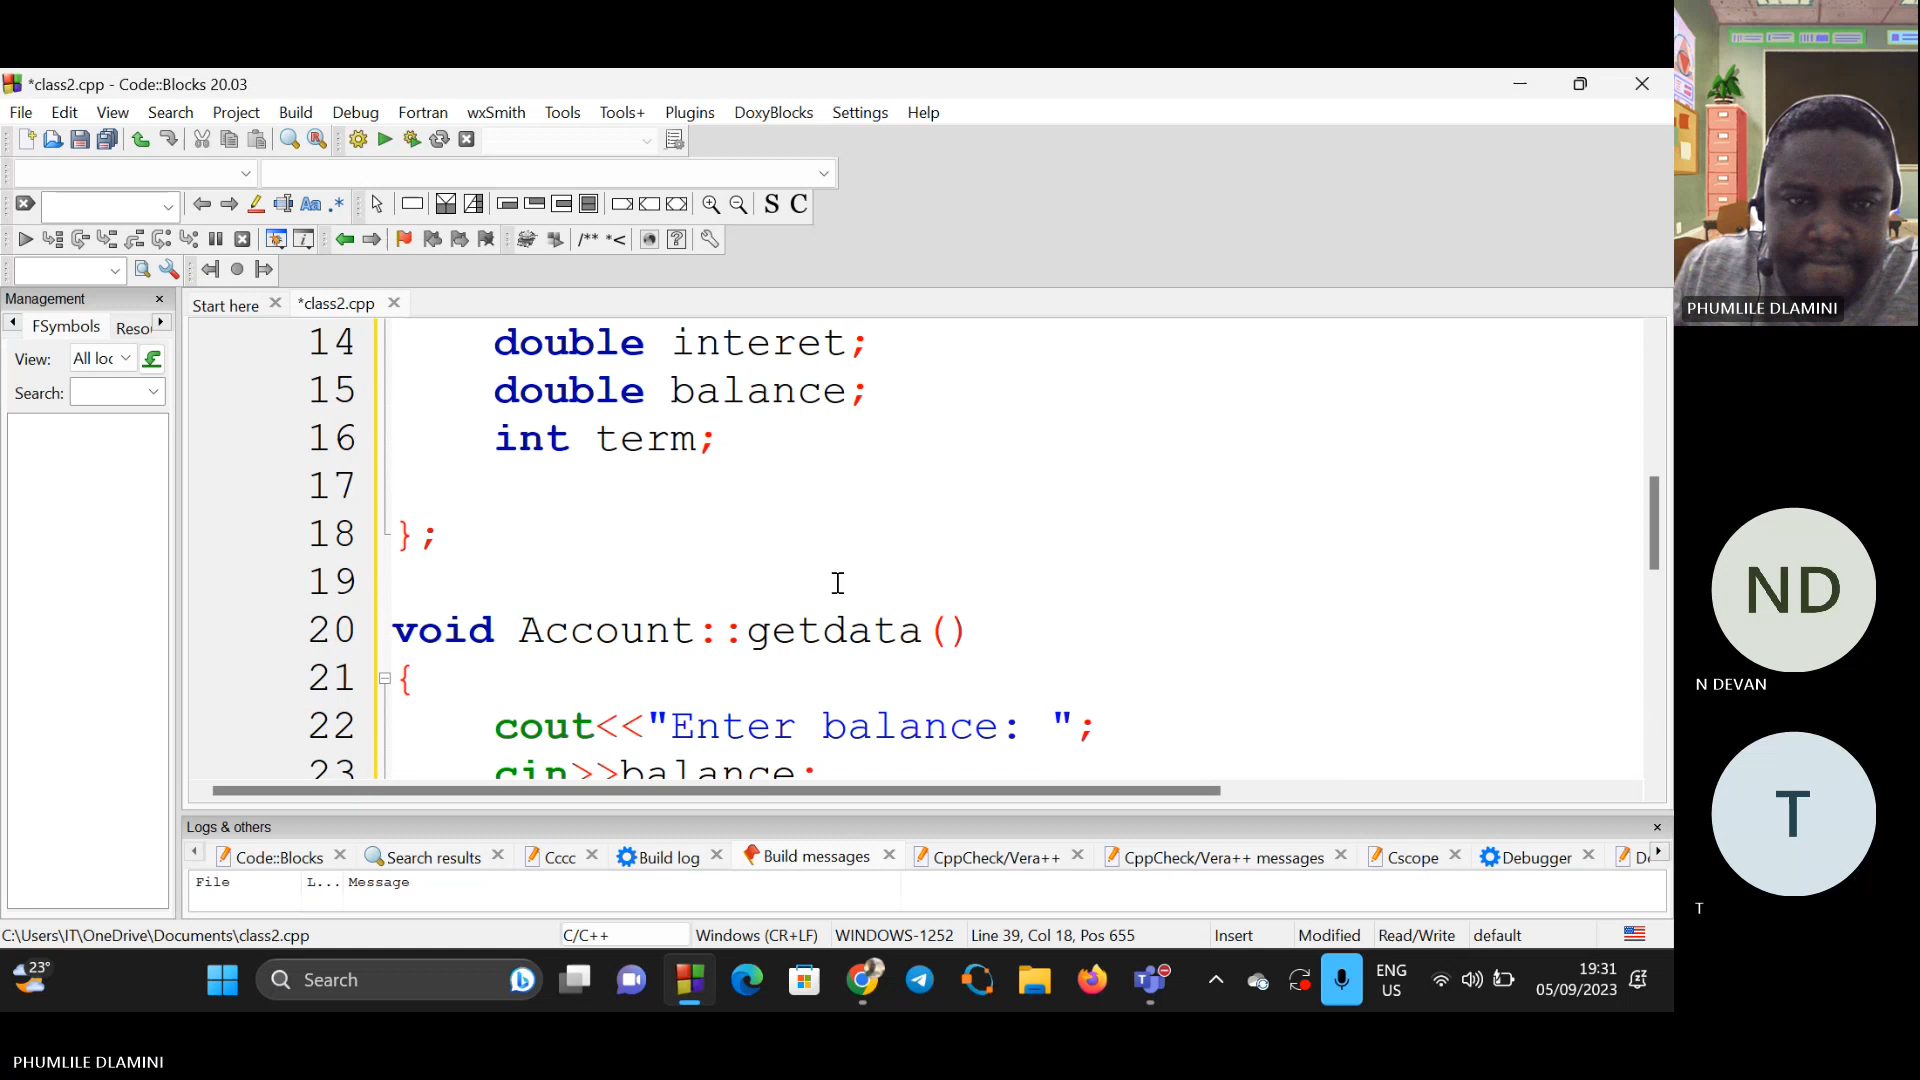 *class2.cpp - Code::Blocks 20.03
File Edit View Search Project Build Debug Fortran wxSmith Tools Tools+ Plugins DoxyBlocks Settings Help
S C
/** *<
Management
Start here *class2.cpp
FSymbols Reso
View: All loc
Search:
14 double interet;
15 double balance;
16 int term;
17
18 };
19
20 void Account::getdata()
21 {
22 cout<<"Enter balance: ";
23 cin>>balance;
Logs & others
Code::Blocks Search results Cccc Build log Build messages CppCheck/Vera++ CppCheck/Vera++ messages Cscope Debugger
File L... Message
C:\Users\IT\OneDrive\Documents\class2.cpp C/C++ Windows (CR+LF) WINDOWS-1252 Line 39, Col 18, Pos 655 Insert Modified Read/Write default
23° Search ENG US 19:31 05/09/2023
PHUMLILE DLAMINI
ND
N DEVAN
T
T
PHUMLILE DLAMINI